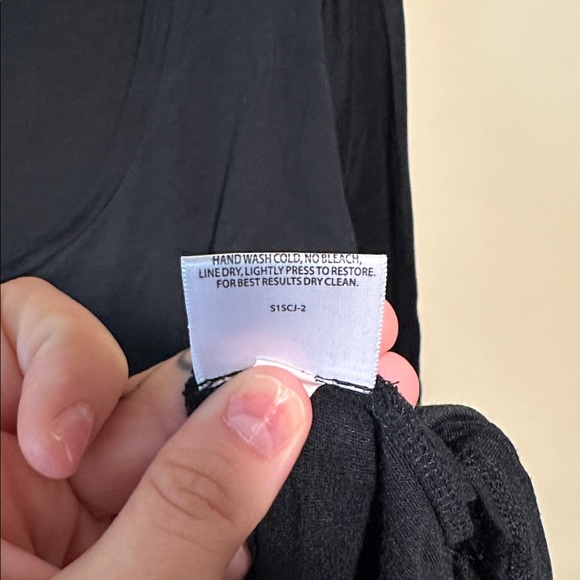 HAND WASH COLD, NO BLEACH,
LINE DRY, LIGHTLY PRESS TO RESTORE.
FOR BEST RESULTS DRY CLEAN.
S1SCJ-2